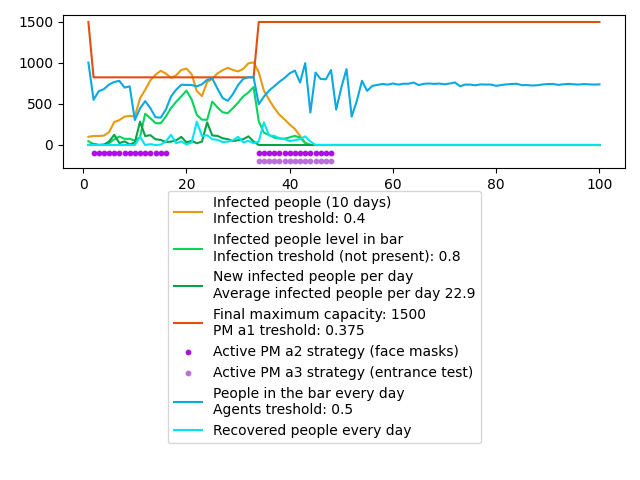 1500
1000
500
0
0 20 40 60 80 100
Infected people (10 days)
Infection treshold: 0.4
Infected people level in bar
Infection treshold (not present): 0.8
New infected people per day
Average infected people per day 22.9
Final maximum capacity: 1500
PM a1 treshold: 0.375
Active PM a2 strategy (face masks)
Active PM a3 strategy (entrance test)
People in the bar every day
Agents treshold: 0.5
Recovered people every day